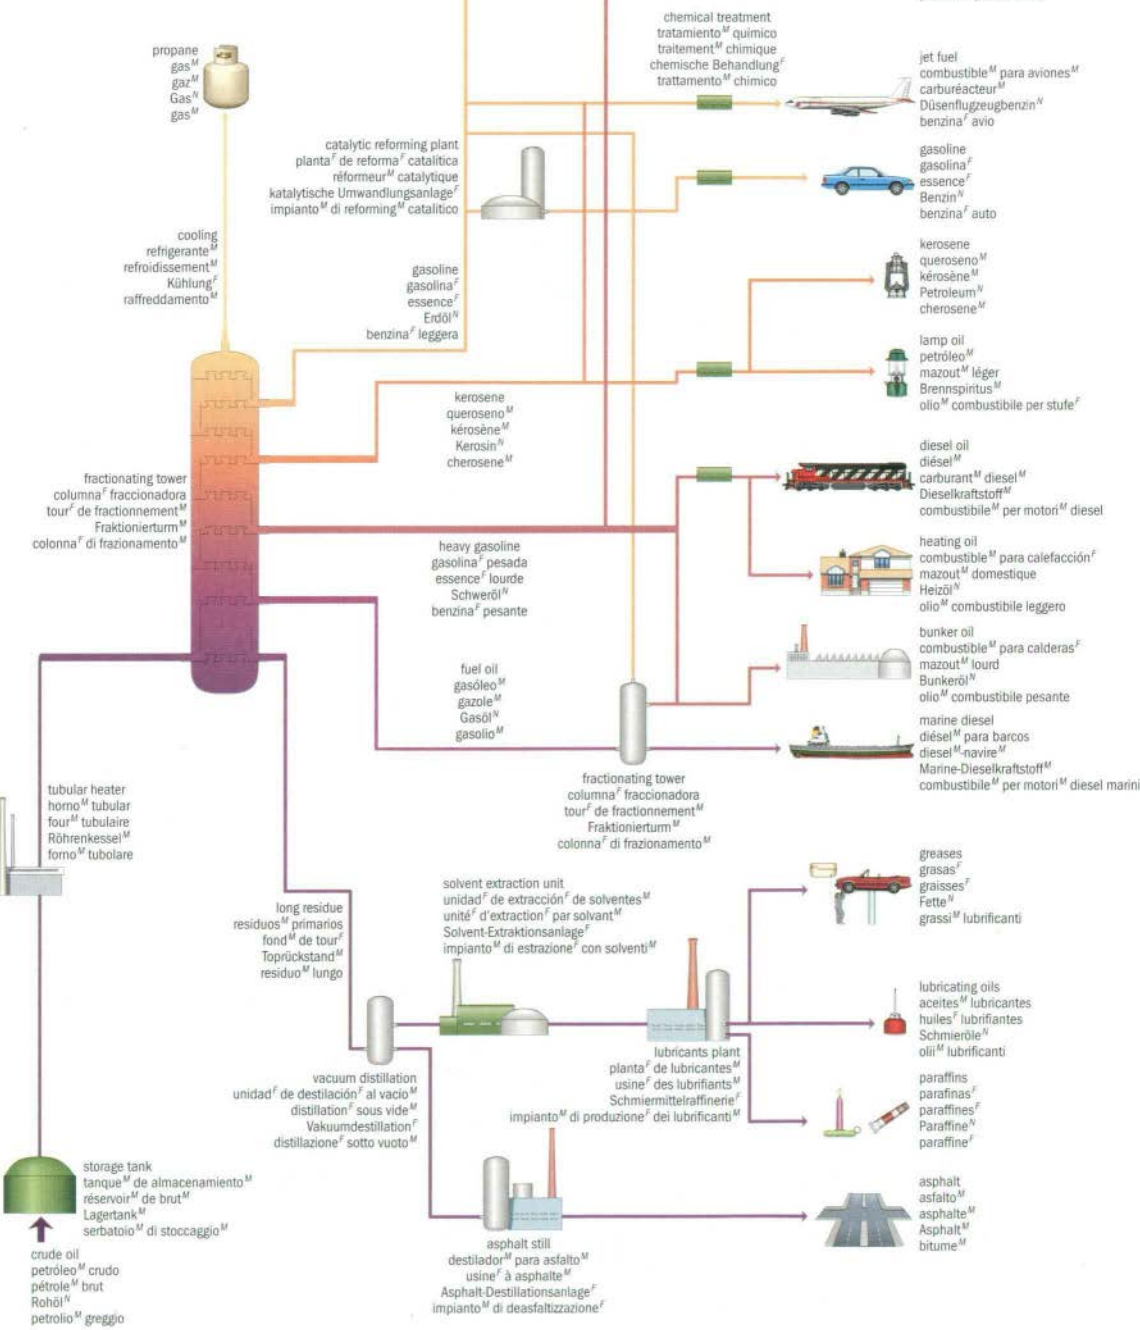 chemical treatment
tratamiento^M químico
traitement^M chimique
chemische Behandlung^F
trattamento^M chimico
propane
gas^M
gaz^M
Gas^N
gas^M
jet fuel
combustible^M para aviones^M
carburéacteur^M
Düsenflugzeugbenzin^N
benzina^F avio
catalytic reforming plant
planta^F de reforma^F catalítica
réformeur^M catalytique
katalytische Umwandlungsanlage^F
impianto^M di reforming^M catalitico
gasoline
gasolina^F
essence^F
Benzin^N
benzina^F auto
cooling
refrigerante^M
refroidissement^M
Kühlung^F
raffreddamento^M
gasoline
gasolina^F
essence^F
Erdöl^N
benzina^F leggera
kerosene
queroseno^M
kérosène^M
Petroleum^N
cherosene^M
lamp oil
petróleo^M
mazout^M léger
Brennspiritus^M
olio^M combustibile per stufe^F
kerosene
queroseno^M
kérosène^M
Kerosin^N
cherosene^M
fractionating tower
columna^F fraccionadora
tour^F de fractionnement^M
Fraktionierturm^M
colonna^F di frazionamento^M
diesel oil
diésel^M
carburant^M diesel^M
Dieselkraftstoff^M
combustibile^M per motori^M diesel
heavy gasoline
gasolina^F pesada
essence^F lourde
Schweröl^N
benzina^F pesante
heating oil
combustible^M para calefacción^F
mazout^M domestique
Heizöl^N
olio^M combustibile leggero
bunker oil
combustible^M para calderas^F
mazout^M lourd
Bunkeröl^N
olio^M combustibile pesante
fuel oil
gasóleo^M
gazole^M
Gasöl^N
gasolio^M
marine diesel
diésel^M para barcos
diesel^M-navire^M
Marine-Dieselkraftstoff^M
combustibile^M per motori^M diesel marini
fractionating tower
columna^F fraccionadora
tour^F de fractionnement^M
Fraktionierturm^M
colonna^F di frazionamento^M
tubular heater
horno^M tubular
four^M tubulaire
Röhrenkessel^M
forno^M tubolare
greases
grasas^F
graisses^F
Fette^N
grassi^M lubrificanti
solvent extraction unit
unidad^F de extracción^F de solventes^M
unité^F d'extraction^F par solvant^M
Solvent-Extraktionsanlage^F
impianto^M di estrazione^F con solventi^M
long residue
residuos^M primarios
fond^M de tour^F
Toprückstand^M
residuo^M lungo
lubricating oils
aceites^M lubricantes
huiles^F lubrifiantes
Schmieröle^N
olii^M lubrificanti
lubricants plant
planta^F de lubricantes^M
usine^F des lubrifiants^M
Schmiermittelraffinerie^F
impianto^M di produzione^F dei lubrificanti^M
vacuum distillation
unidad^F de destilación^F al vacío^M
distillation^F sous vide^M
Vakuumdestillation^F
distillazione^F sotto vuoto^M
paraffins
parafinas^F
paraffines^F
Paraffine^N
paraffine^F
storage tank
tanque^M de almacenamiento^M
réservoir^M de brut^M
Lagertank^M
serbatoio^M di stoccaggio^M
asphalt
asfalto^M
asphalte^M
Asphalt^M
bitume^M
asphalt still
destilador^M para asfalto^M
usine^F à asphalte^M
Asphalt-Destillationsanlage^F
impianto^M di deasfaltizzazione^F
crude oil
petróleo^M crudo
pétrole^M brut
Rohöl^N
petrolio^M greggio